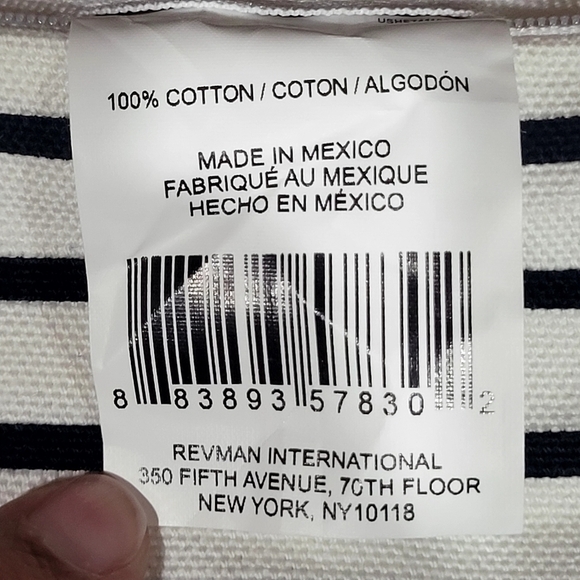 100% COTTON / COTON / ALGODÓN
MADE IN MEXICO
FABRIQUÉ AU MEXIQUE
HECHO EN MÉXICO
8 83893 57830 2
REVMAN INTERNATIONAL
350 FIFTH AVENUE, 70TH FLOOR
NEW YORK, NY10118